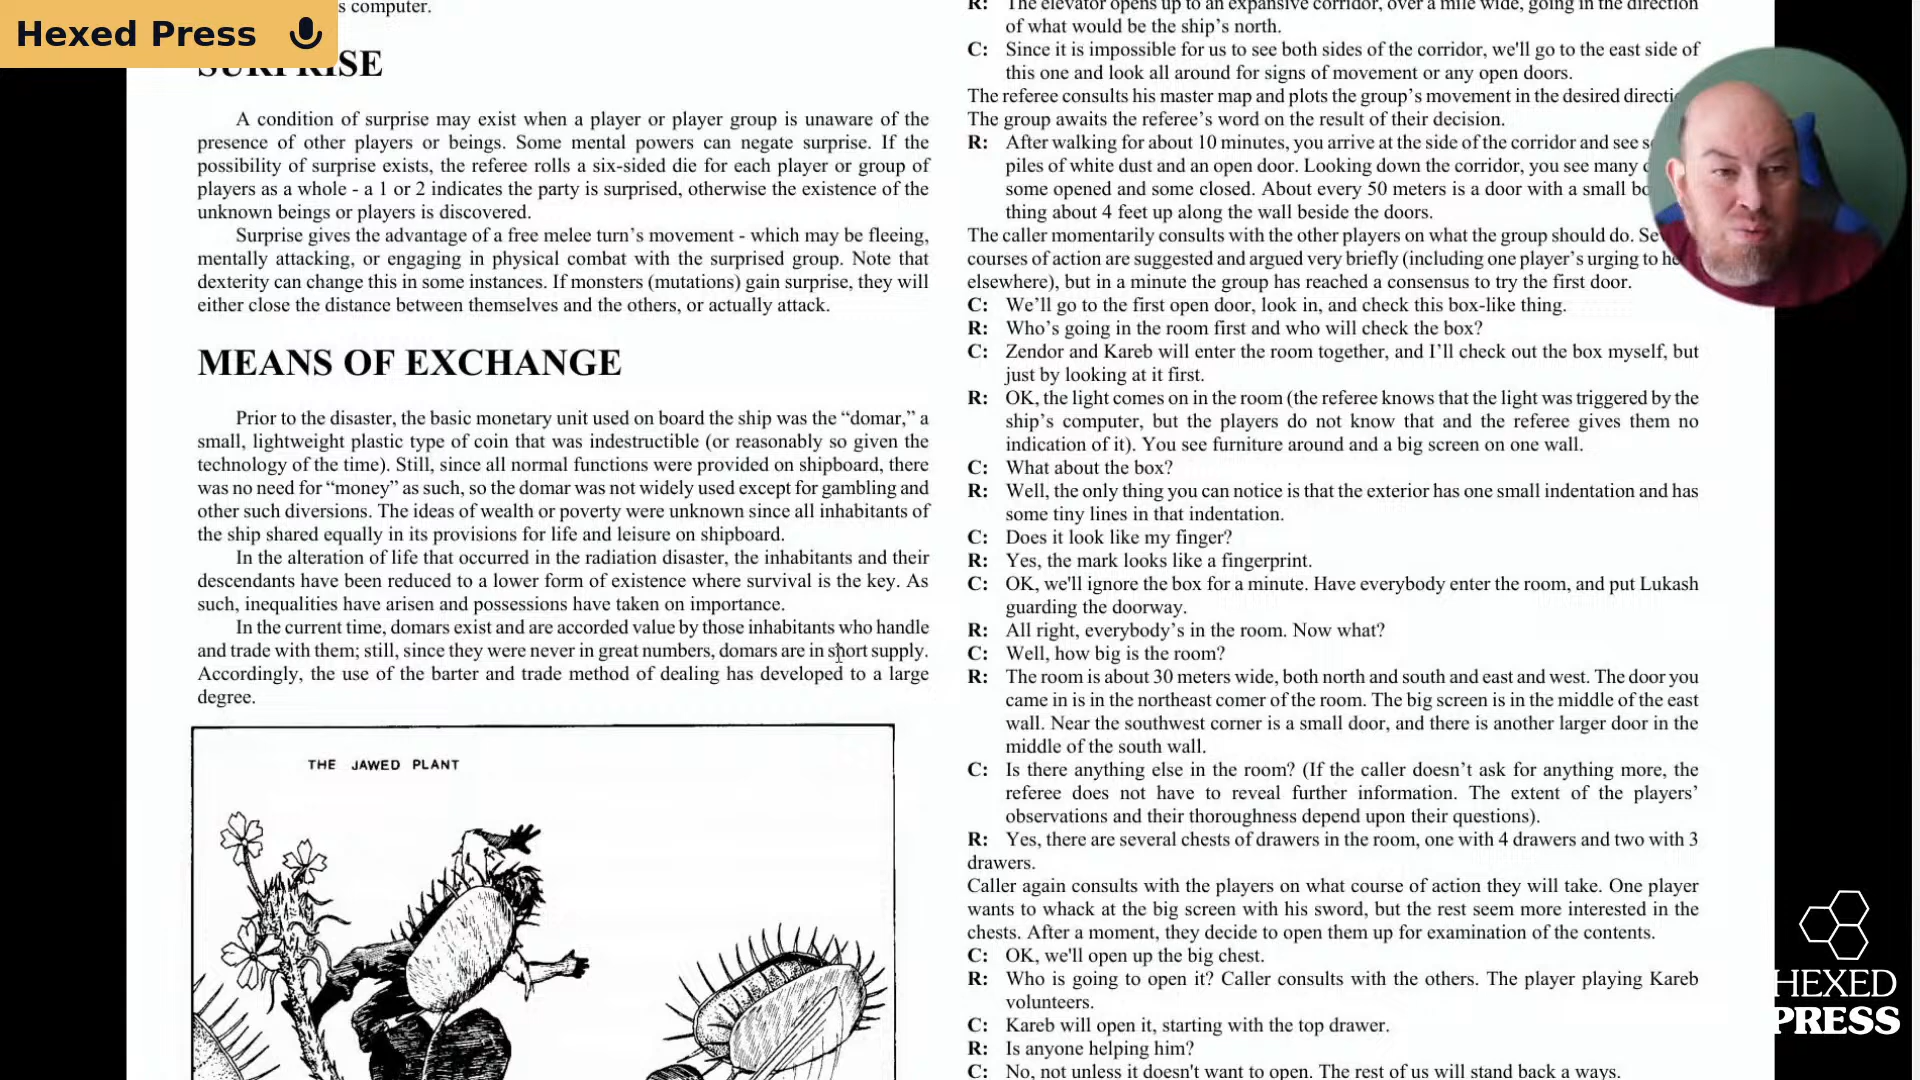 Hexed Press
s computer.
SURPRISE
A condition of surprise may exist when a player or player group is unaware of the
presence of other players or beings. Some mental powers can negate surprise. If the
possibility of surprise exists, the referee rolls a six-sided die for each player or group of
players as a whole - a 1 or 2 indicates the party is surprised, otherwise the existence of the
unknown beings or players is discovered.
Surprise gives the advantage of a free melee turn’s movement - which may be fleeing,
mentally attacking, or engaging in physical combat with the surprised group. Note that
dexterity can change this in some instances. If monsters (mutations) gain surprise, they will
either close the distance between themselves and the others, or actually attack.
MEANS OF EXCHANGE
Prior to the disaster, the basic monetary unit used on board the ship was the “domar,” a
small, lightweight plastic type of coin that was indestructible (or reasonably so given the
technology of the time). Still, since all normal functions were provided on shipboard, there
was no need for “money” as such, so the domar was not widely used except for gambling and
other such diversions. The ideas of wealth or poverty were unknown since all inhabitants of
the ship shared equally in its provisions for life and leisure on shipboard.
In the alteration of life that occurred in the radiation disaster, the inhabitants and their
descendants have been reduced to a lower form of existence where survival is the key. As
such, inequalities have arisen and possessions have taken on importance.
In the current time, domars exist and are accorded value by those inhabitants who handle
and trade with them; still, since they were never in great numbers, domars are in short supply.
Accordingly, the use of the barter and trade method of dealing has developed to a large
degree.
THE JAWED PLANT
R: The elevator opens up to an expansive corridor, over a mile wide, going in the direction
of what would be the ship’s north.
C: Since it is impossible for us to see both sides of the corridor, we'll go to the east side of
this one and look all around for signs of movement or any open doors.
The referee consults his master map and plots the group’s movement in the desired
The group awaits the referee’s word on the result of their decision.
R: After walking for about 10 minutes, you arrive at the side of the corridor and see
piles of white dust and an open door. Looking down the corridor, you see many
some opened and some closed. About every 50 meters is a door with a small
thing about 4 feet up along the wall beside the doors.
The caller momentarily consults with the other players on what the group should do.
courses of action are suggested and argued very briefly (including one player’s urging to
elsewhere), but in a minute the group has reached a consensus to try the first door.
C: We’ll go to the first open door, look in, and check this box-like thing.
R: Who’s going in the room first and who will check the box?
C: Zendor and Kareb will enter the room together, and I’ll check out the box myself, but
just by looking at it first.
R: OK, the light comes on in the room (the referee knows that the light was triggered by the
ship’s computer, but the players do not know that and the referee gives them no
indication of it). You see furniture around and a big screen on one wall.
C: What about the box?
R: Well, the only thing you can notice is that the exterior has one small indentation and has
some tiny lines in that indentation.
C: Does it look like my finger?
R: Yes, the mark looks like a fingerprint.
C: OK, we'll ignore the box for a minute. Have everybody enter the room, and put Lukash
guarding the doorway.
R: All right, everybody’s in the room. Now what?
C: Well, how big is the room?
R: The room is about 30 meters wide, both north and south and east and west. The door you
came in is in the northeast comer of the room. The big screen is in the middle of the east
wall. Near the southwest corner is a small door, and there is another larger door in the
middle of the south wall.
C: Is there anything else in the room? (If the caller doesn’t ask for anything more, the
referee does not have to reveal further information. The extent of the players’
observations and their thoroughness depend upon their questions).
R: Yes, there are several chests of drawers in the room, one with 4 drawers and two with 3
drawers.
Caller again consults with the players on what course of action they will take. One player
wants to whack at the big screen with his sword, but the rest seem more interested in the
chests. After a moment, they decide to open them up for examination of the contents.
C: OK, we'll open up the big chest.
R: Who is going to open it? Caller consults with the others. The player playing Kareb
volunteers.
C: Kareb will open it, starting with the top drawer.
R: Is anyone helping him?
C: No, not unless it doesn't want to open. The rest of us will stand back a ways.
HEXED
PRESS